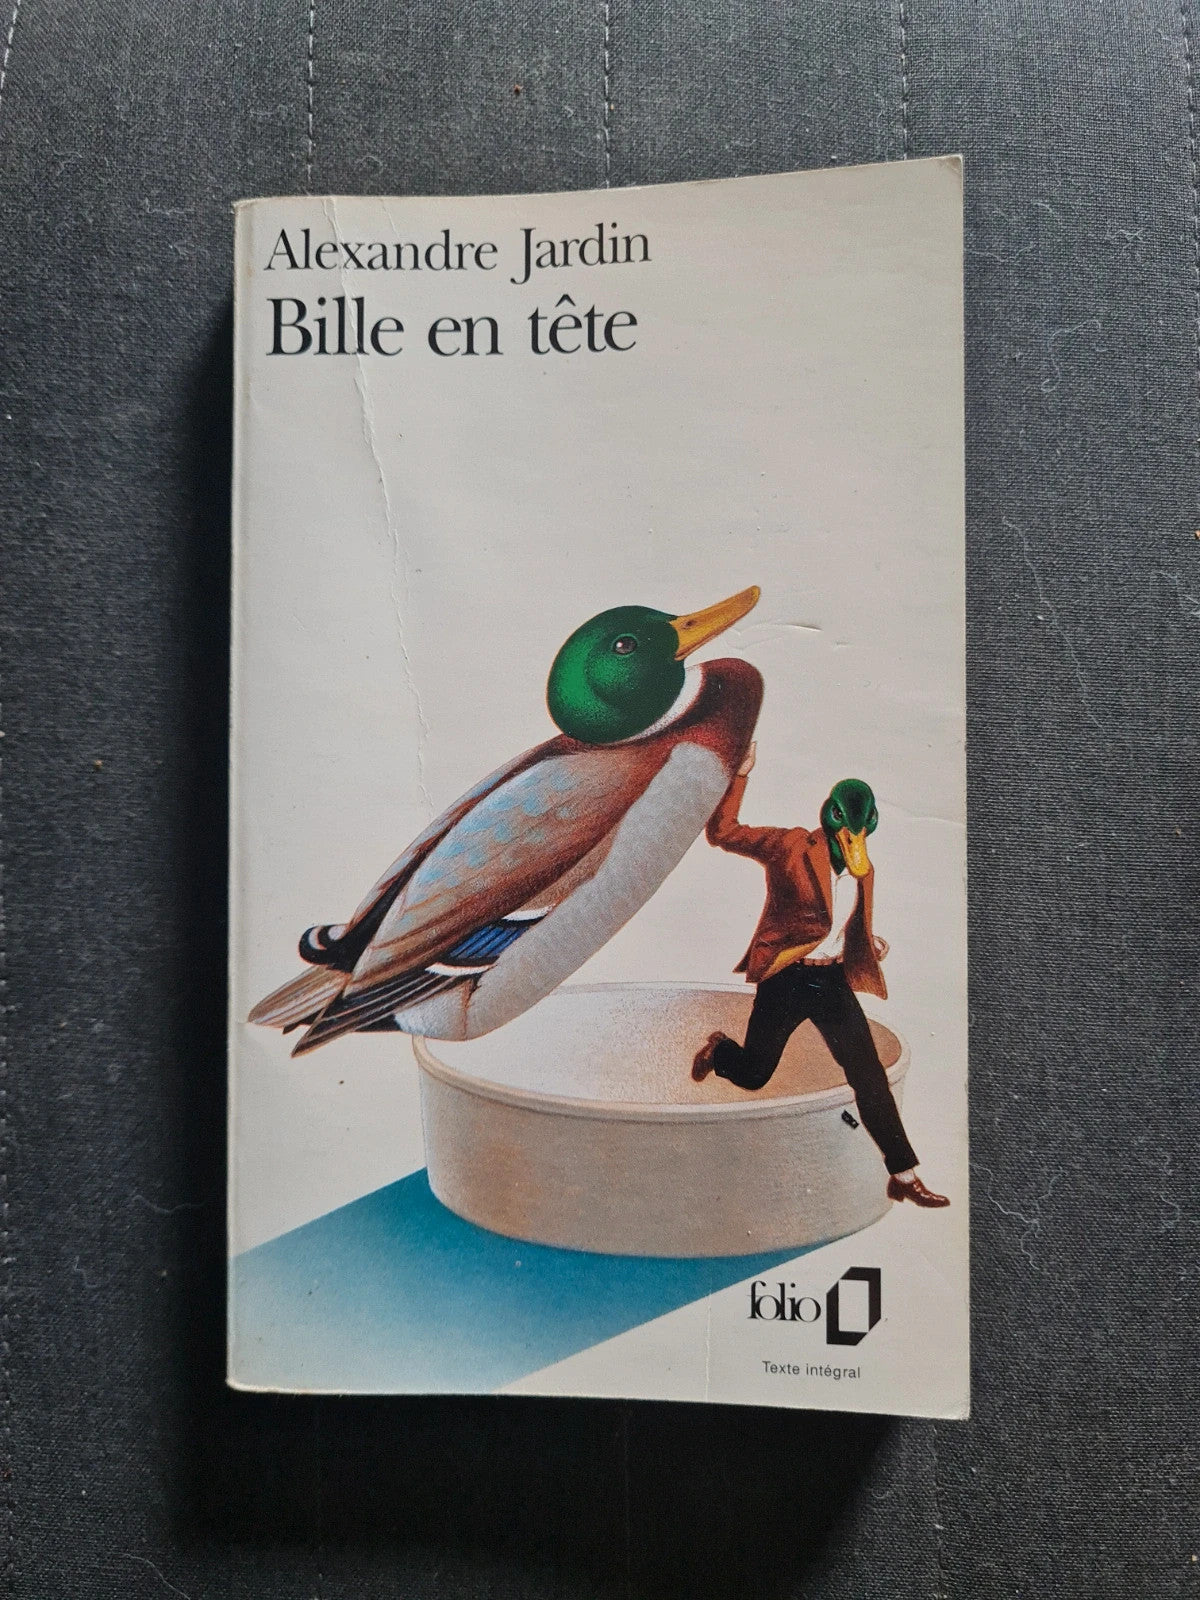 Alexandre Jardin
Bille en tête
folio
Texte intégral